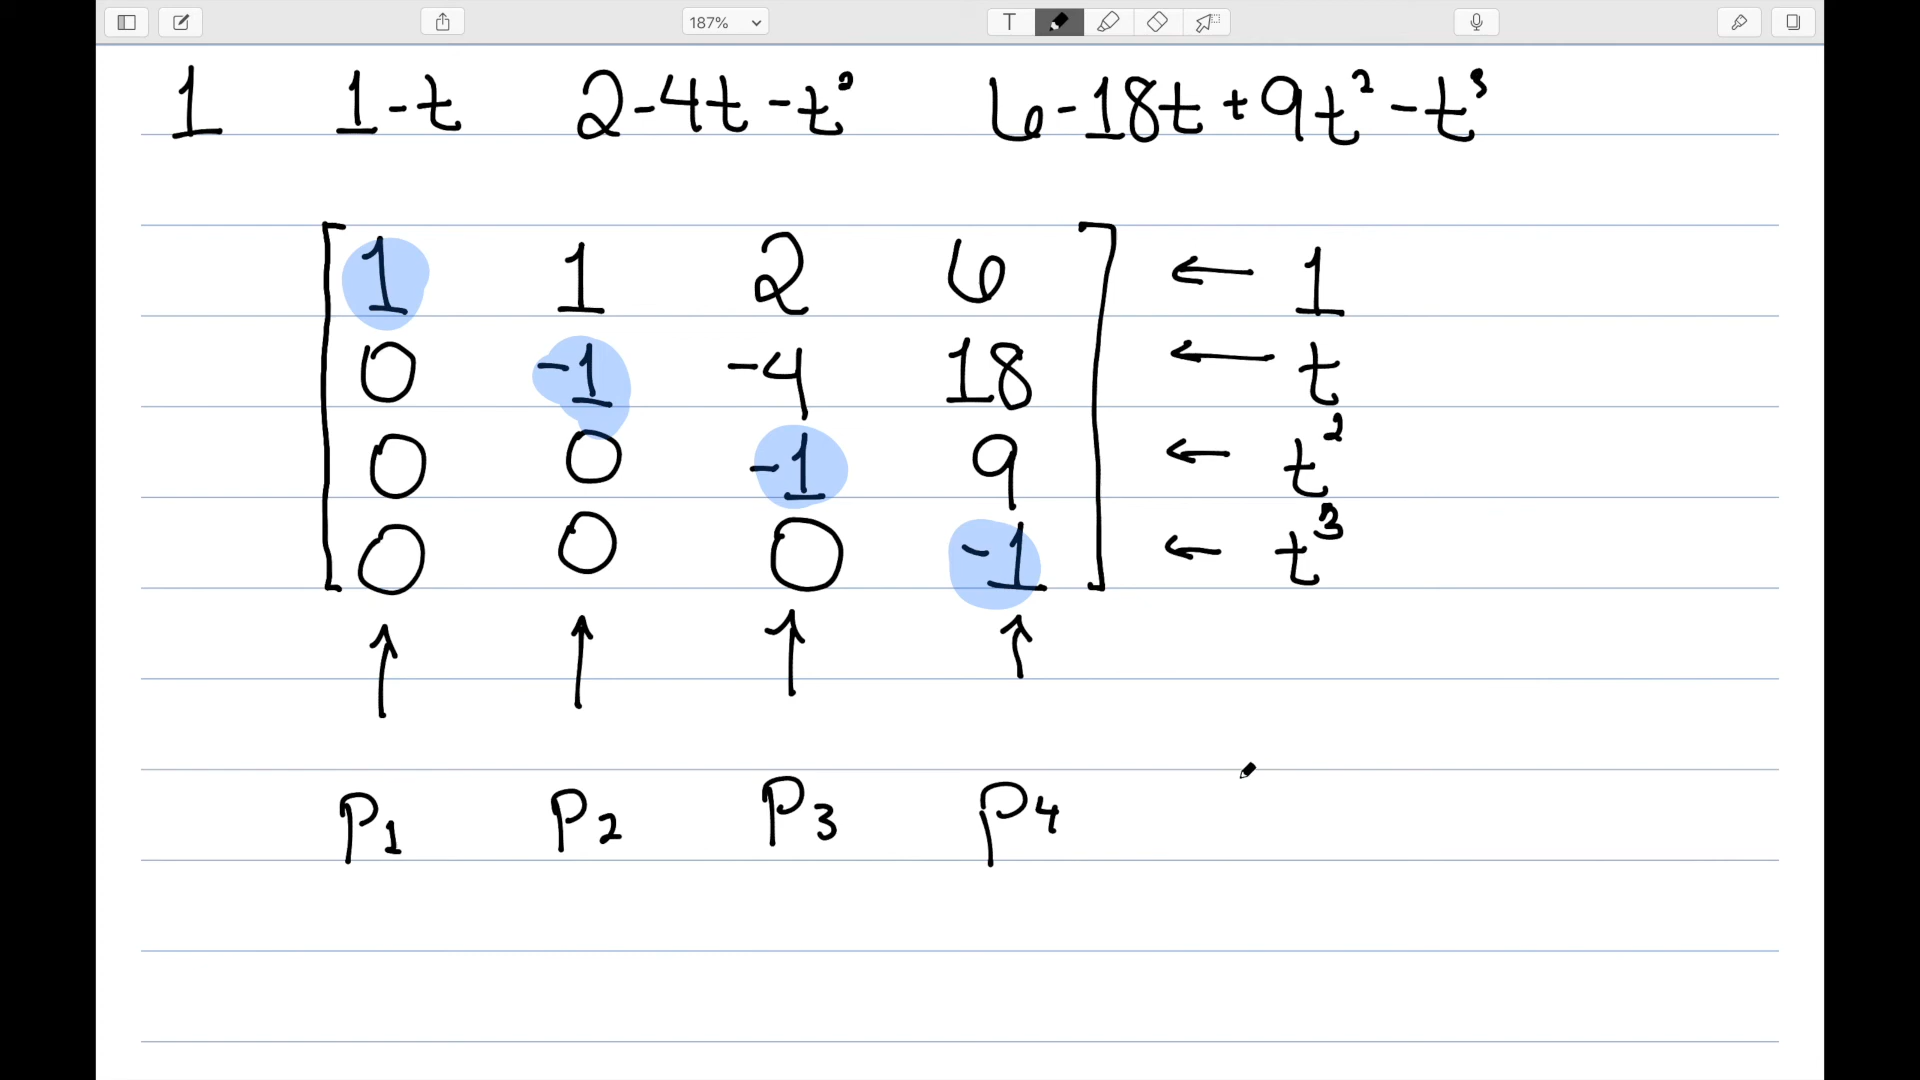 187% T
1 1-t 2-4t-t² 6-18t+9t²-t³
1 1 2 6 ← 1
0 -1 -4 18 ← t
0 0 -1 9 ← t²
0 0 0 -1 ← t³
↑ ↑ ↑ ↑
P₁ P₂ P₃ P₄